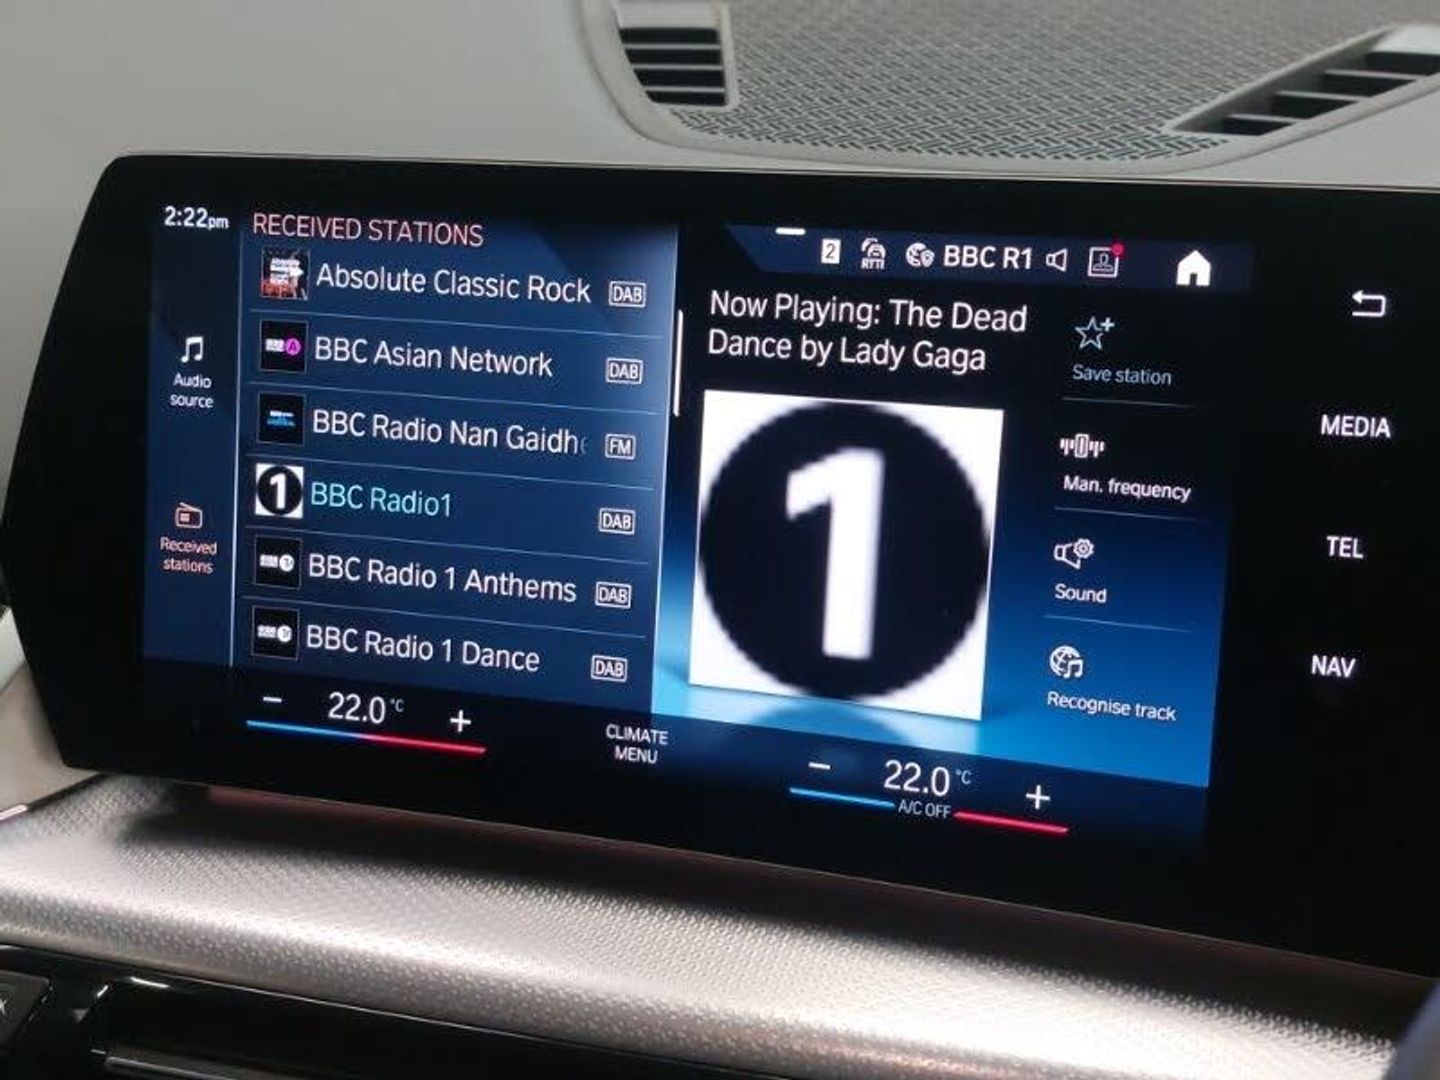 2:22pm
RECEIVED STATIONS
Absolute Classic Rock DAB
BBC Asian Network DAB
BBC Radio Nan Gaidhe FM
1 BBC Radio1 DAB
BBC Radio 1 Anthems DAB
BBC Radio 1 Dance DAB
Audio
source
Received
stations
2 RTTI BBC R1
Now Playing: The Dead
Dance by Lady Gaga
1
Save station
Man. frequency
Sound
Recognise track
MEDIA
TEL
NAV
− 22.0 °C +
CLIMATE
MENU
− 22.0 °C +
A/C OFF